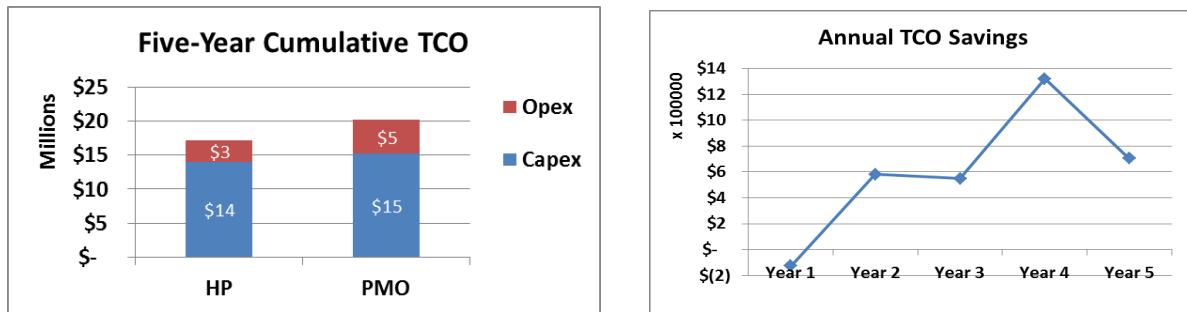 Five-Year Cumulative TCO
Millions
$25
$20
$15
$10
$5
$-
$3
$14
$5
$15
HP
PMO
Opex
Capex
Annual TCO Savings
x 100000
$14
$12
$10
$8
$6
$4
$2
$-
$(2)
Year 1
Year 2
Year 3
Year 4
Year 5